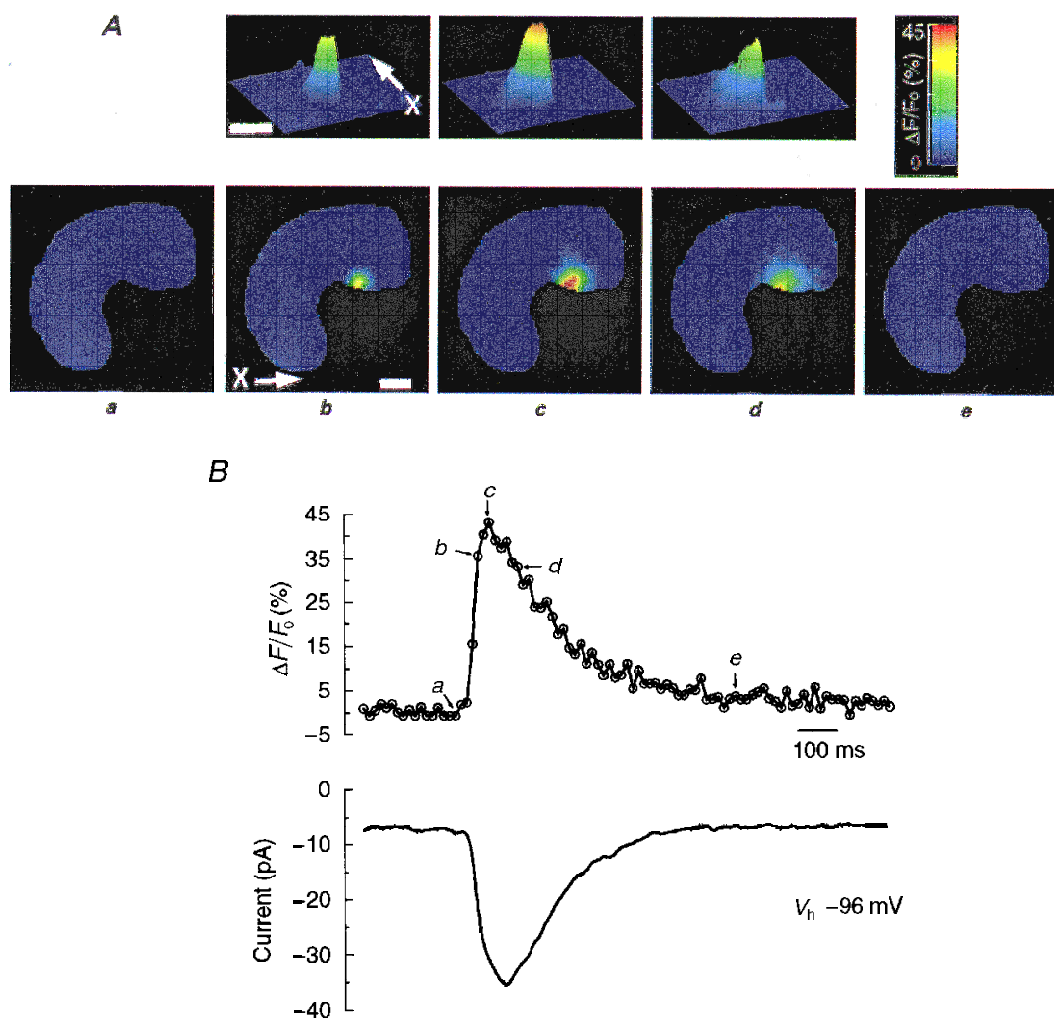 A
X
45
ΔF/F₀ (%)
0
X
a
b
c
d
e
B
45
35
25
15
5
−5
ΔF/F₀ (%)
a
b
c
d
e
100 ms
0
−10
−20
−30
−40
Current (pA)
Vₕ −96 mV